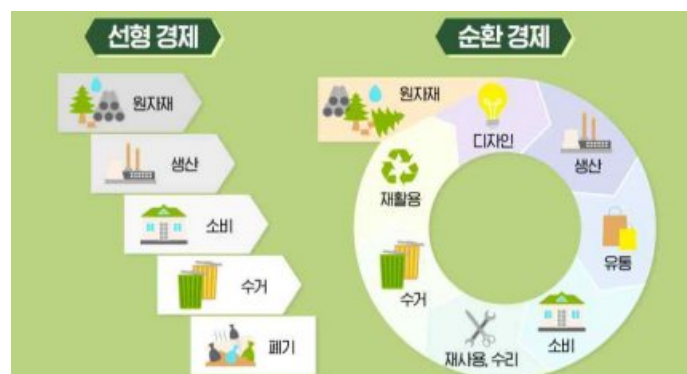 선형 경제
원자재
생산
소비
수거
폐기
순환 경제
원자재
디자인
생산
유통
소비
재사용, 수리
수거
재활용